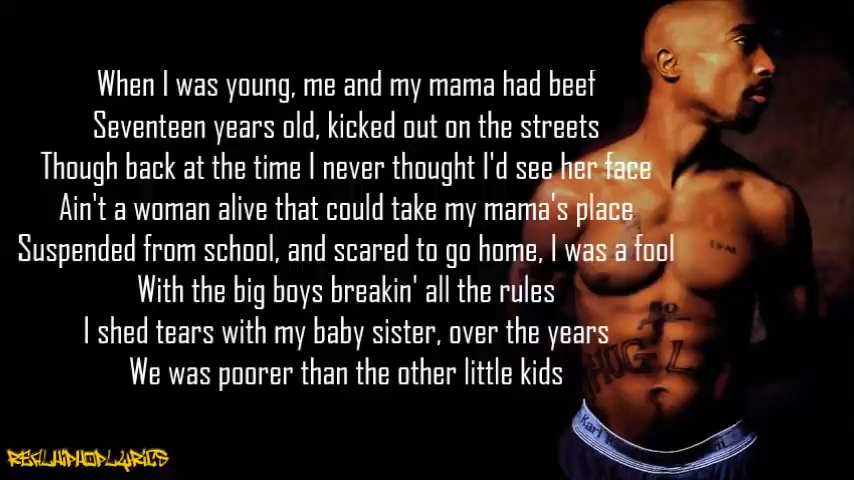 When I was young, me and my mama had beef
Seventeen years old, kicked out on the streets
Though back at the time I never thought I'd see her face
Ain't a woman alive that could take my mama's place
Suspended from school, and scared to go home, I was a fool
With the big boys breakin' all the rules
I shed tears with my baby sister, over the years
We was poorer than the other little kids
50
THUG L
Karl K
REALHIPHOPLYRICS